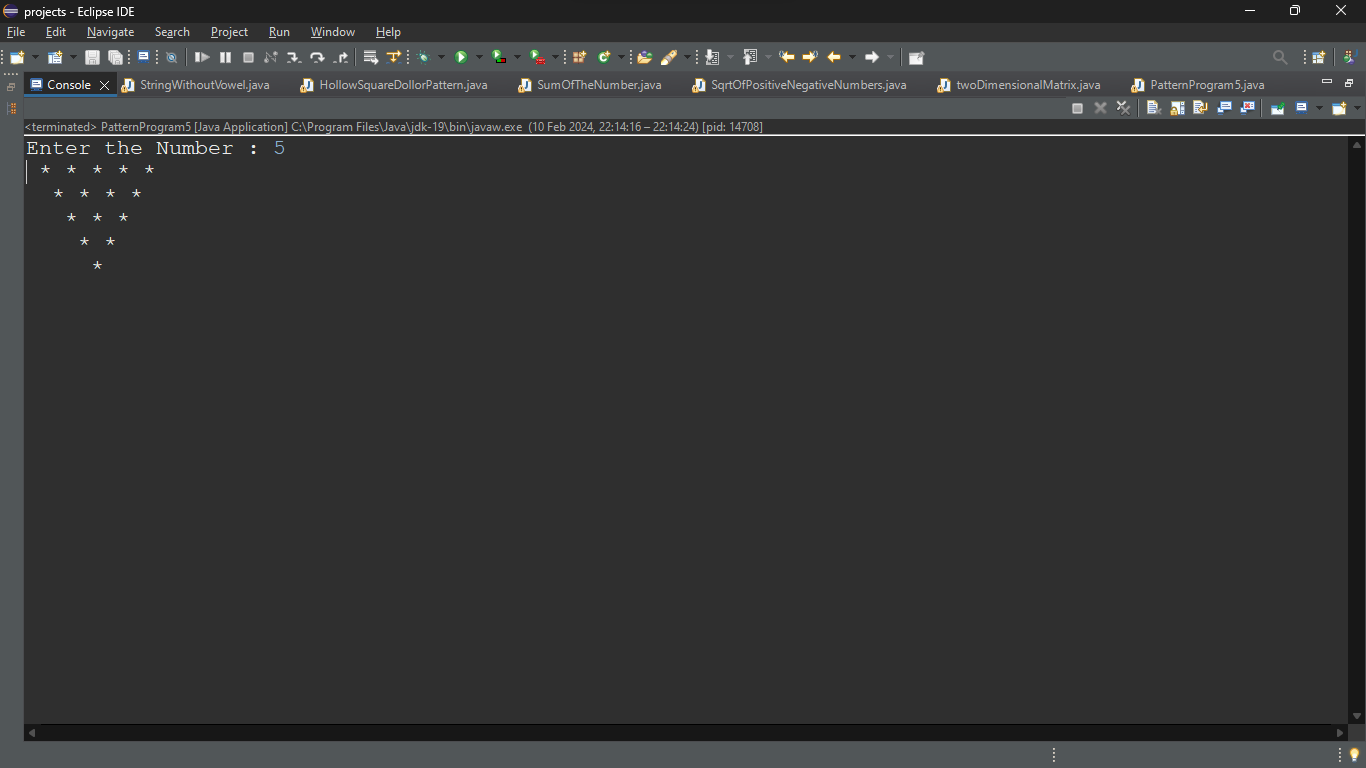 projects - Eclipse IDE
File Edit Navigate Search Project Run Window Help
Console StringWithoutVowel.java HollowSquareDollorPattern.java SumOfTheNumber.java SqrtOfPositiveNegativeNumbers.java twoDimensionalMatrix.java PatternProgram5.java
<terminated> PatternProgram5 [Java Application] C:\Program Files\Java\jdk-19\bin\javaw.exe (10 Feb 2024, 22:14:16 – 22:14:24) [pid: 14708]
Enter the Number : 5
 * * * * *
  * * * *
   * * *
    * *
     *